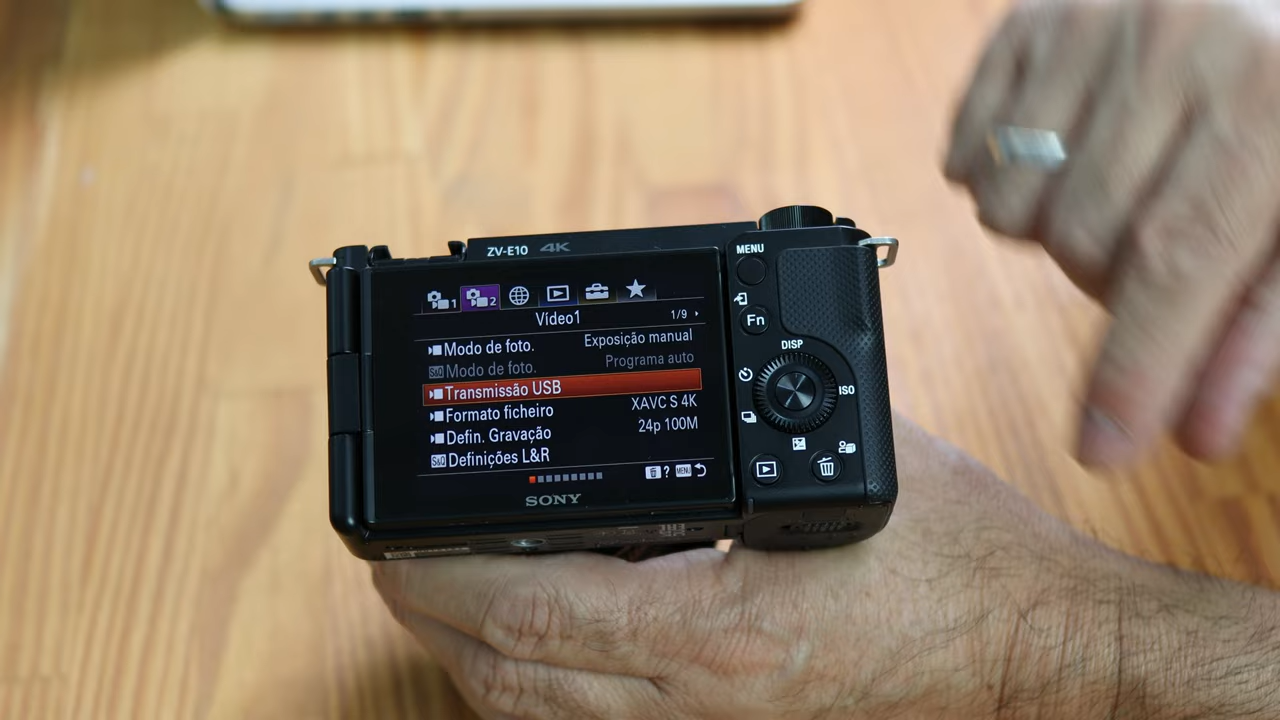 ZV-E10 4K
MENU
1 2
Vídeo1 1/9
Modo de foto. Exposição manual
S&Q Modo de foto. Programa auto
Transmissão USB
Formato ficheiro XAVC S 4K
Defin. Gravação 24p 100M
S&Q Definições L&R
? MENU
SONY
Fn
DISP
ISO